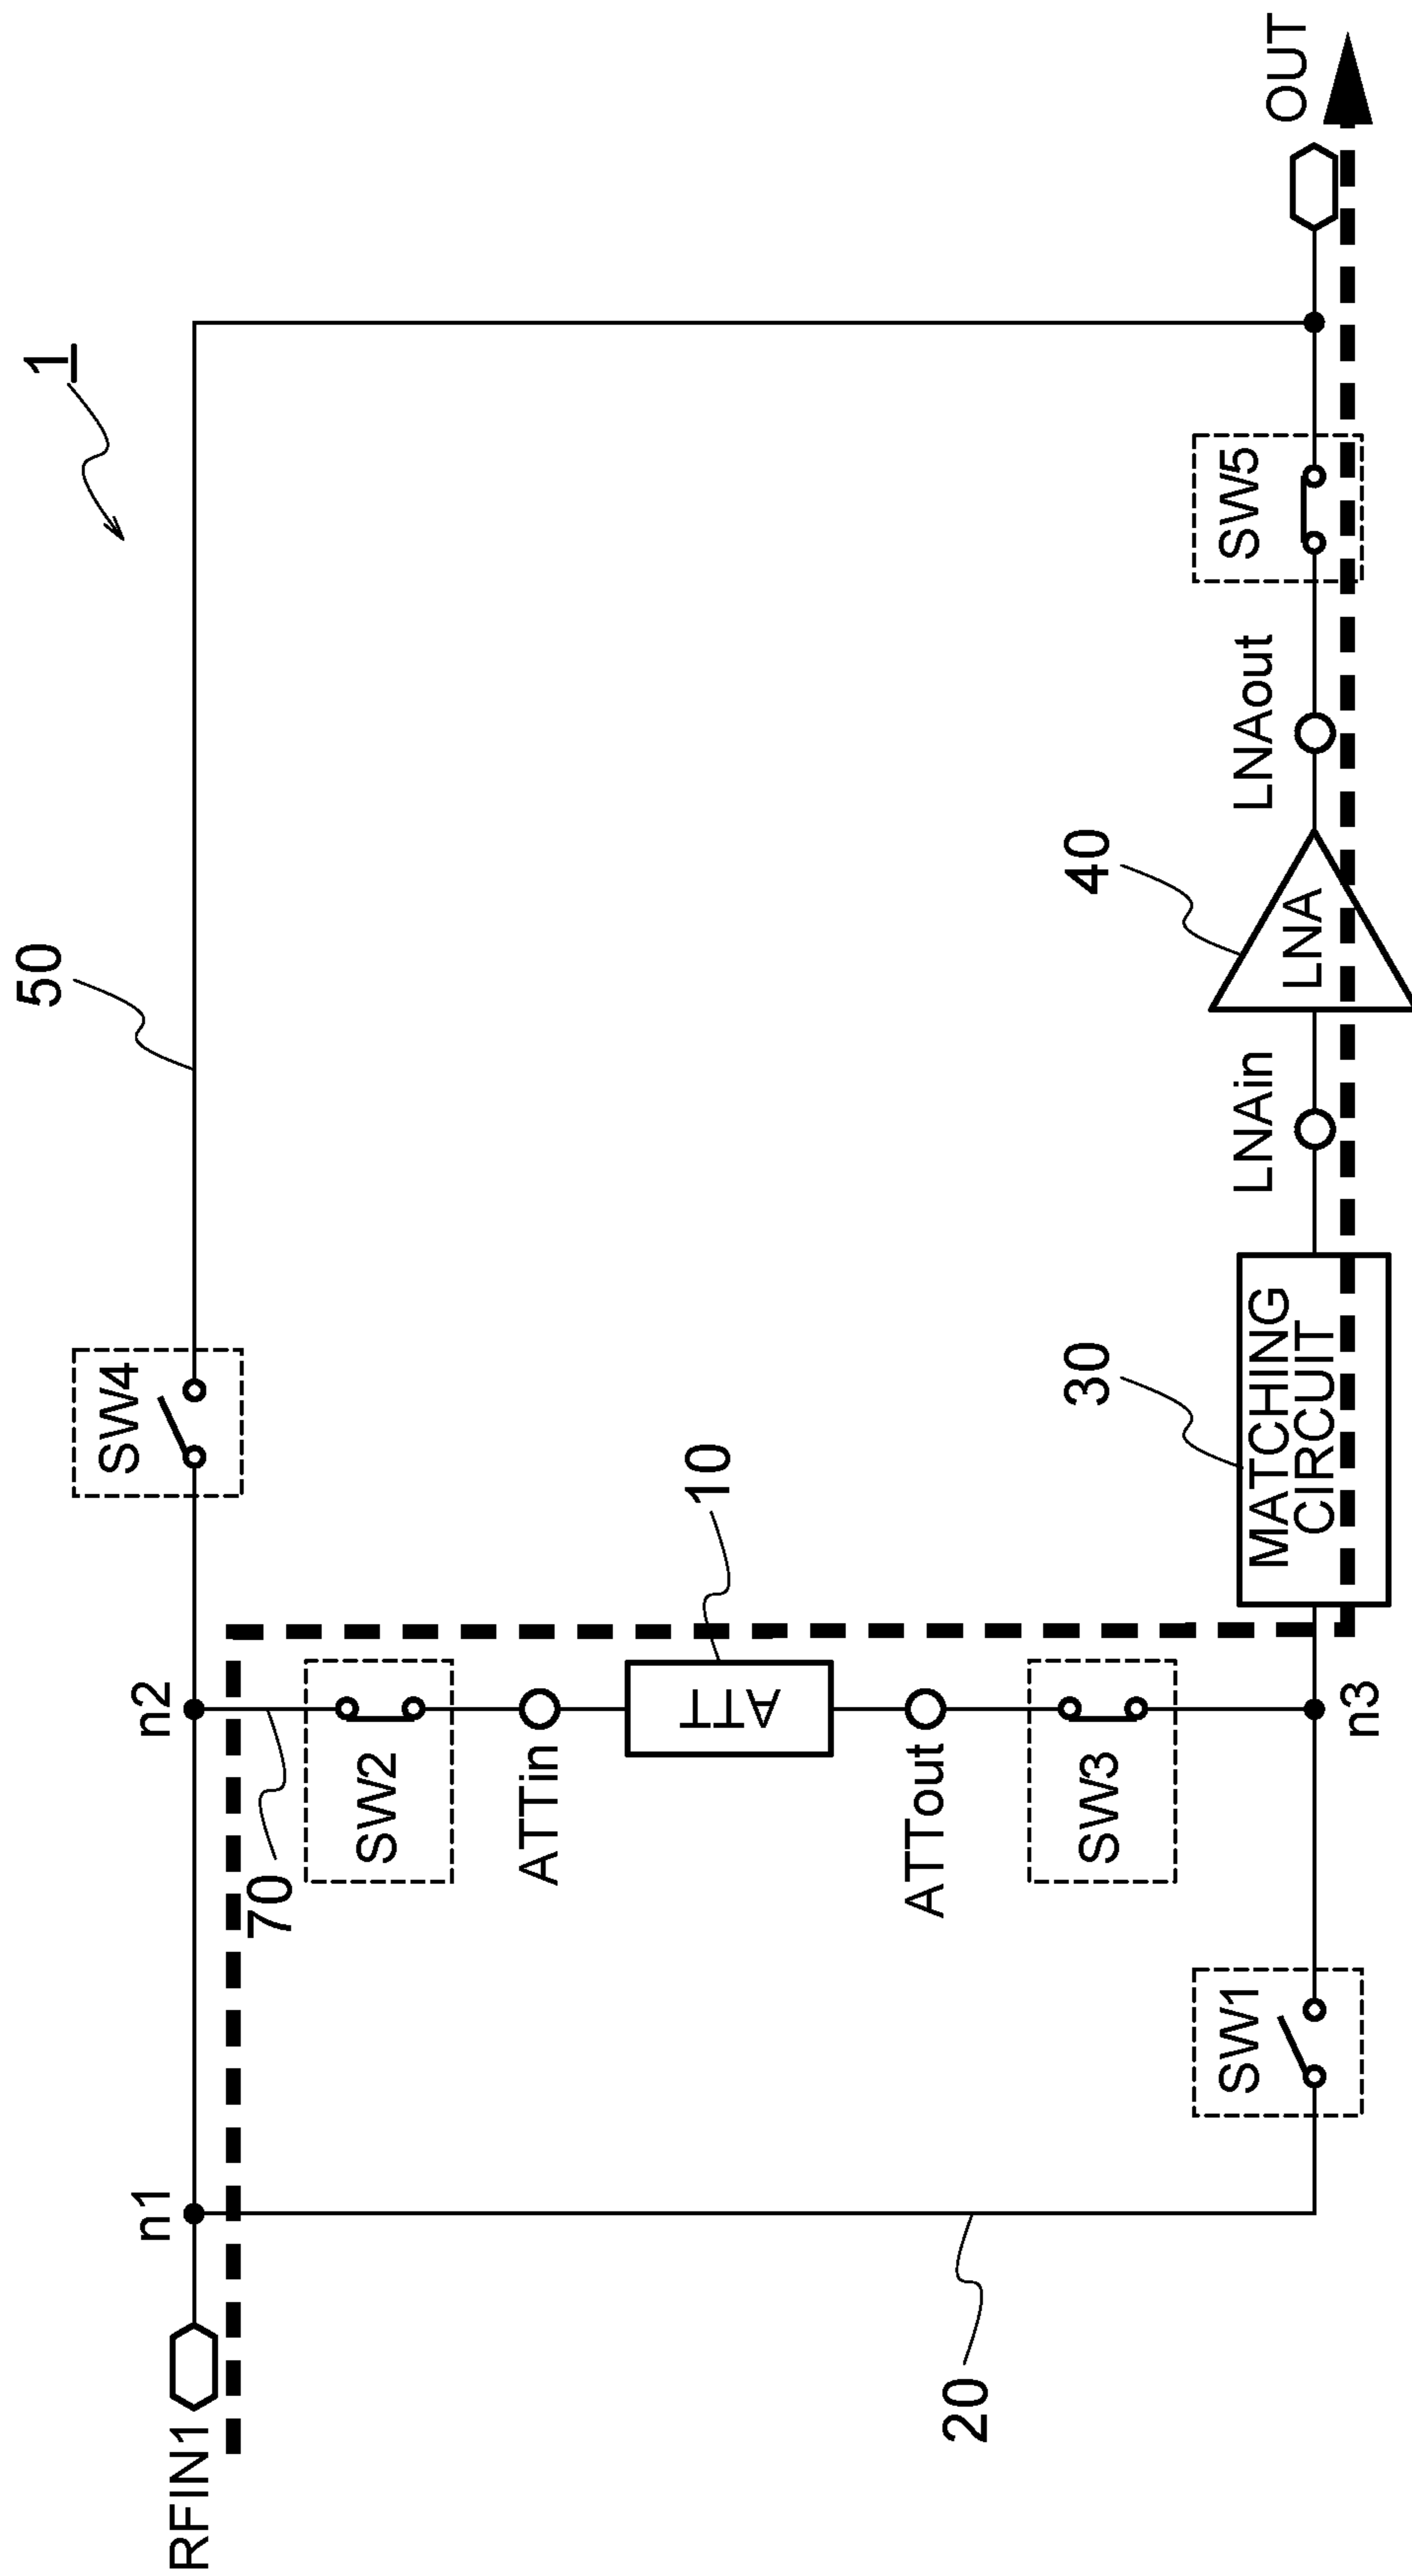 1
50
SW4
n2
n1
RFIN1
70
SW2
ATTin
ATT
10
ATTout
SW3
n3
20
SW1
30
MATCHING
CIRCUIT
LNAin
40
LNA
LNAout
SW5
OUT